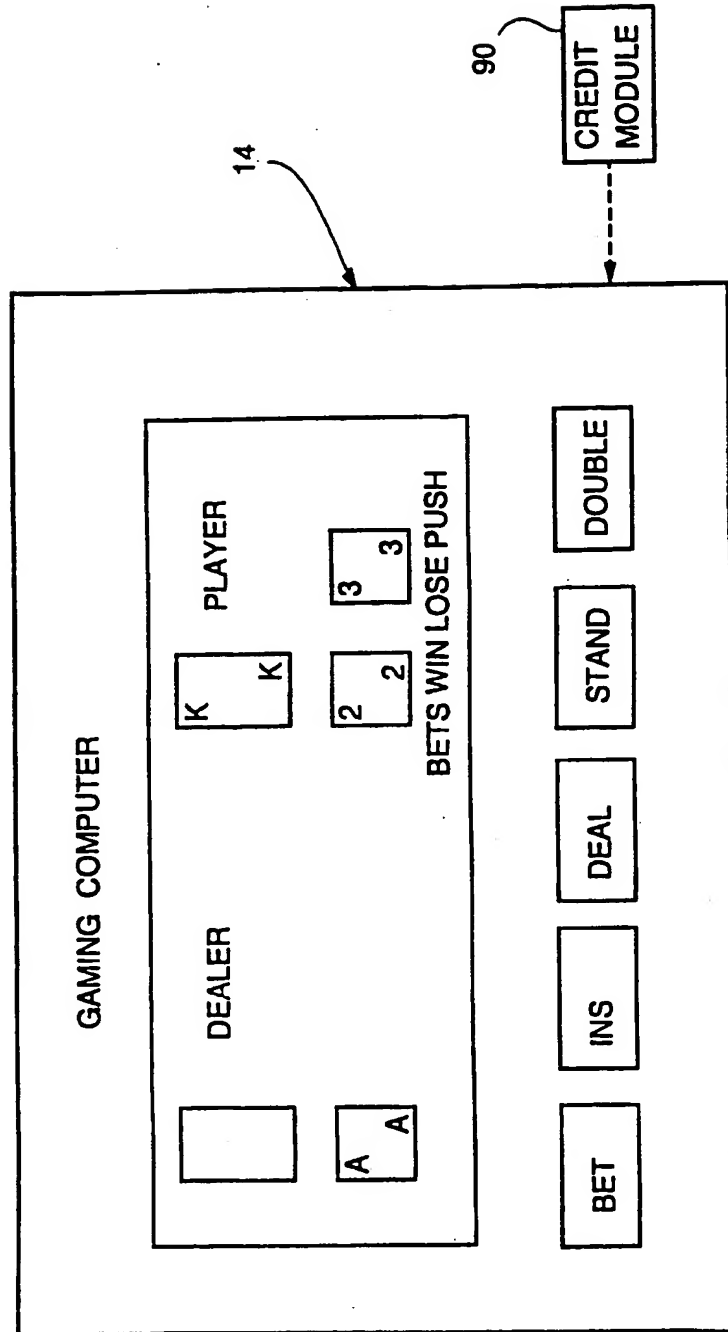 GAMING COMPUTER
14
90
CREDIT
MODULE
DEALER
PLAYER
K
K
A
A
2
2
3
3
BETS WIN LOSE PUSH
BET
INS
DEAL
STAND
DOUBLE